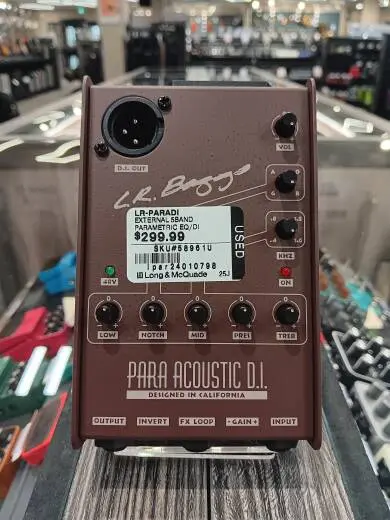 D.I. OUT
VOL
L.R. Baggs
A
G
LR-PARADI
EXTERNAL 5BAND
PARAMETRIC EQ/DI
$299.99
SKU#58961U
ipar24010798
Long & McQuade 25J
USED
KHZ
48V
ON
LOW NOTCH MID PRES TREB
PARA ACOUSTIC D.I.
DESIGNED IN CALIFORNIA
OUTPUT INVERT FX LOOP -GAIN+ INPUT